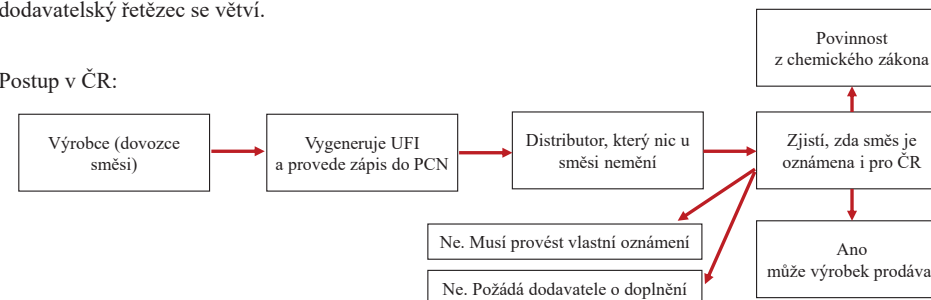 dodavatelský řetězec se větví.
Postup v ČR:
Povinnost
z chemického zákona
Výrobce (dovozce
směsi)
Vygeneruje UFI
a provede zápis do PCN
Distributor, který nic u
směsi nemění
Zjistí, zda směs je
oznámena i pro ČR
Ne. Musí provést vlastní oznámení
Ne. Požádá dodavatele o doplnění
Ano
může výrobek prodáva